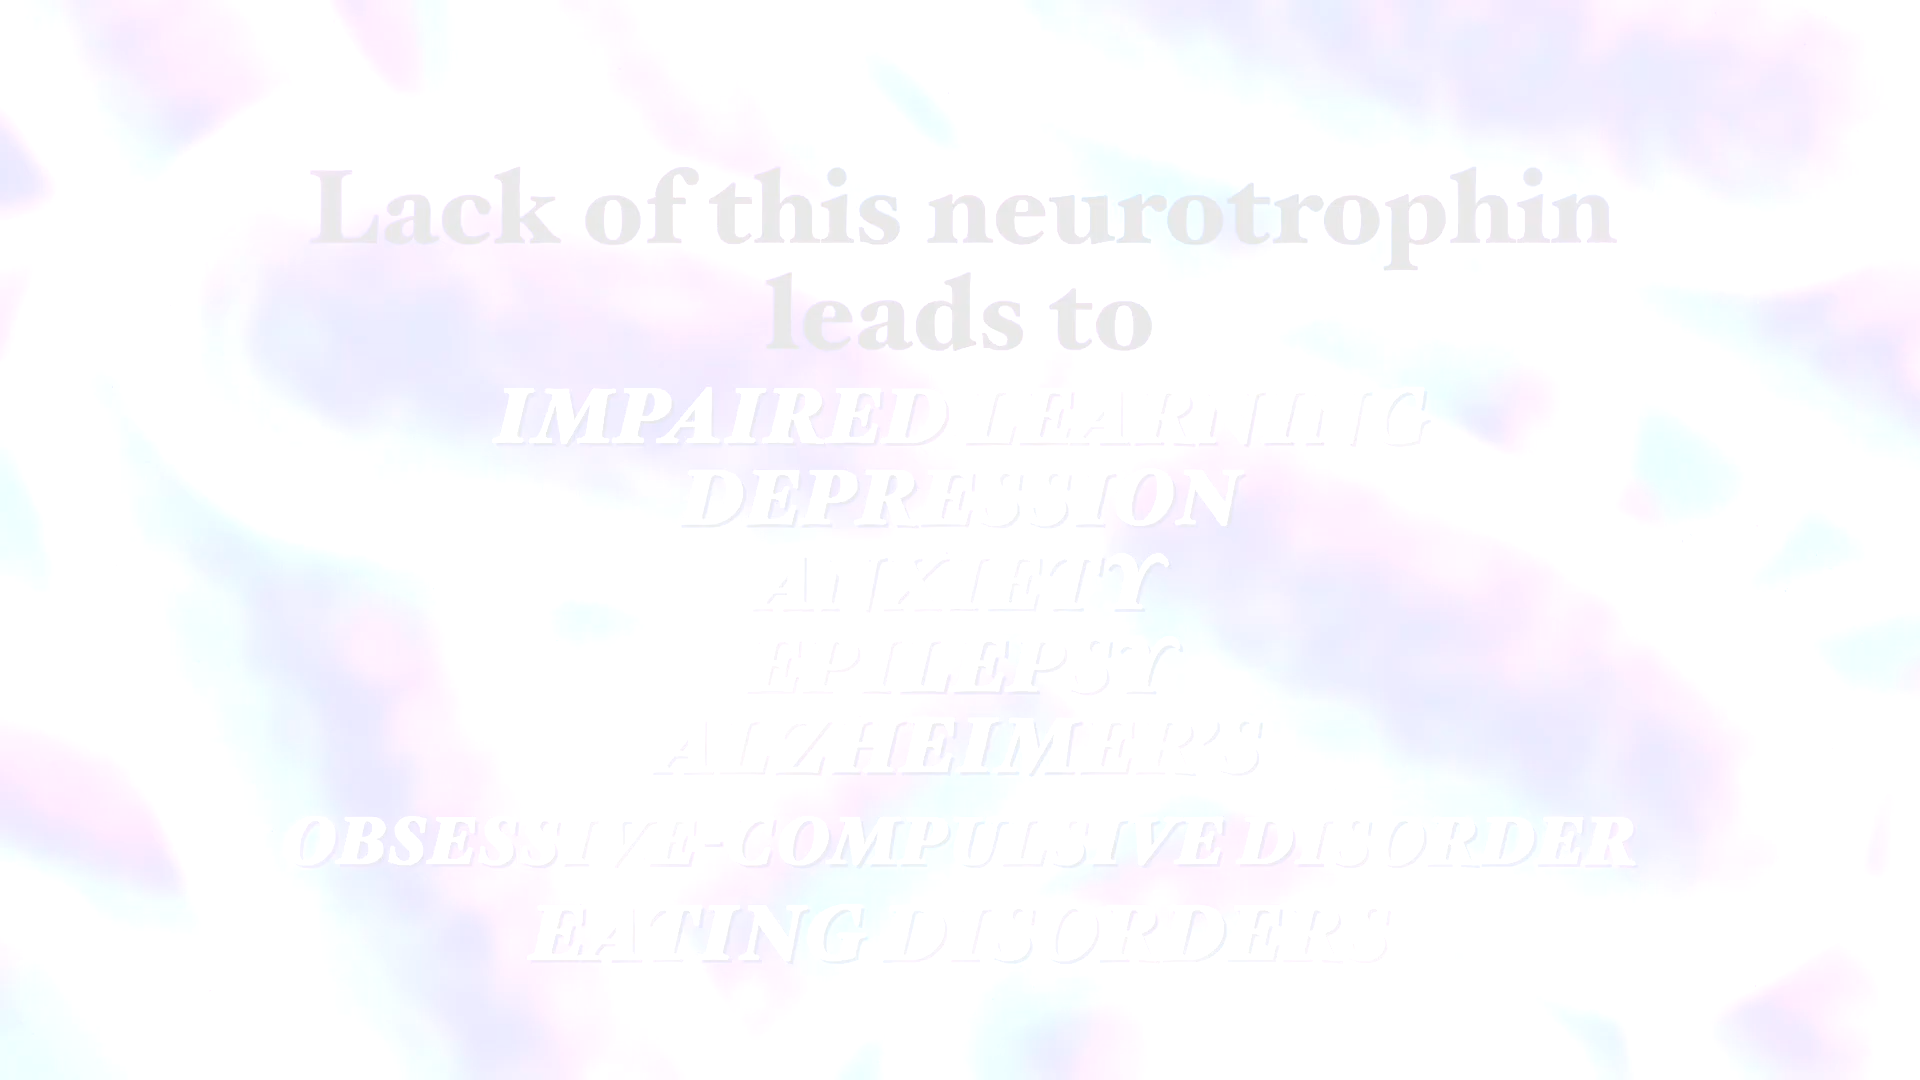 Lack of this neurotrophin
leads to
IMPAIRED LEARNING
DEPRESSION
ANXIETY
EPILEPSY
ALZHEIMER'S
OBSESSIVE-COMPULSIVE DISORDER
EATING DISORDERS